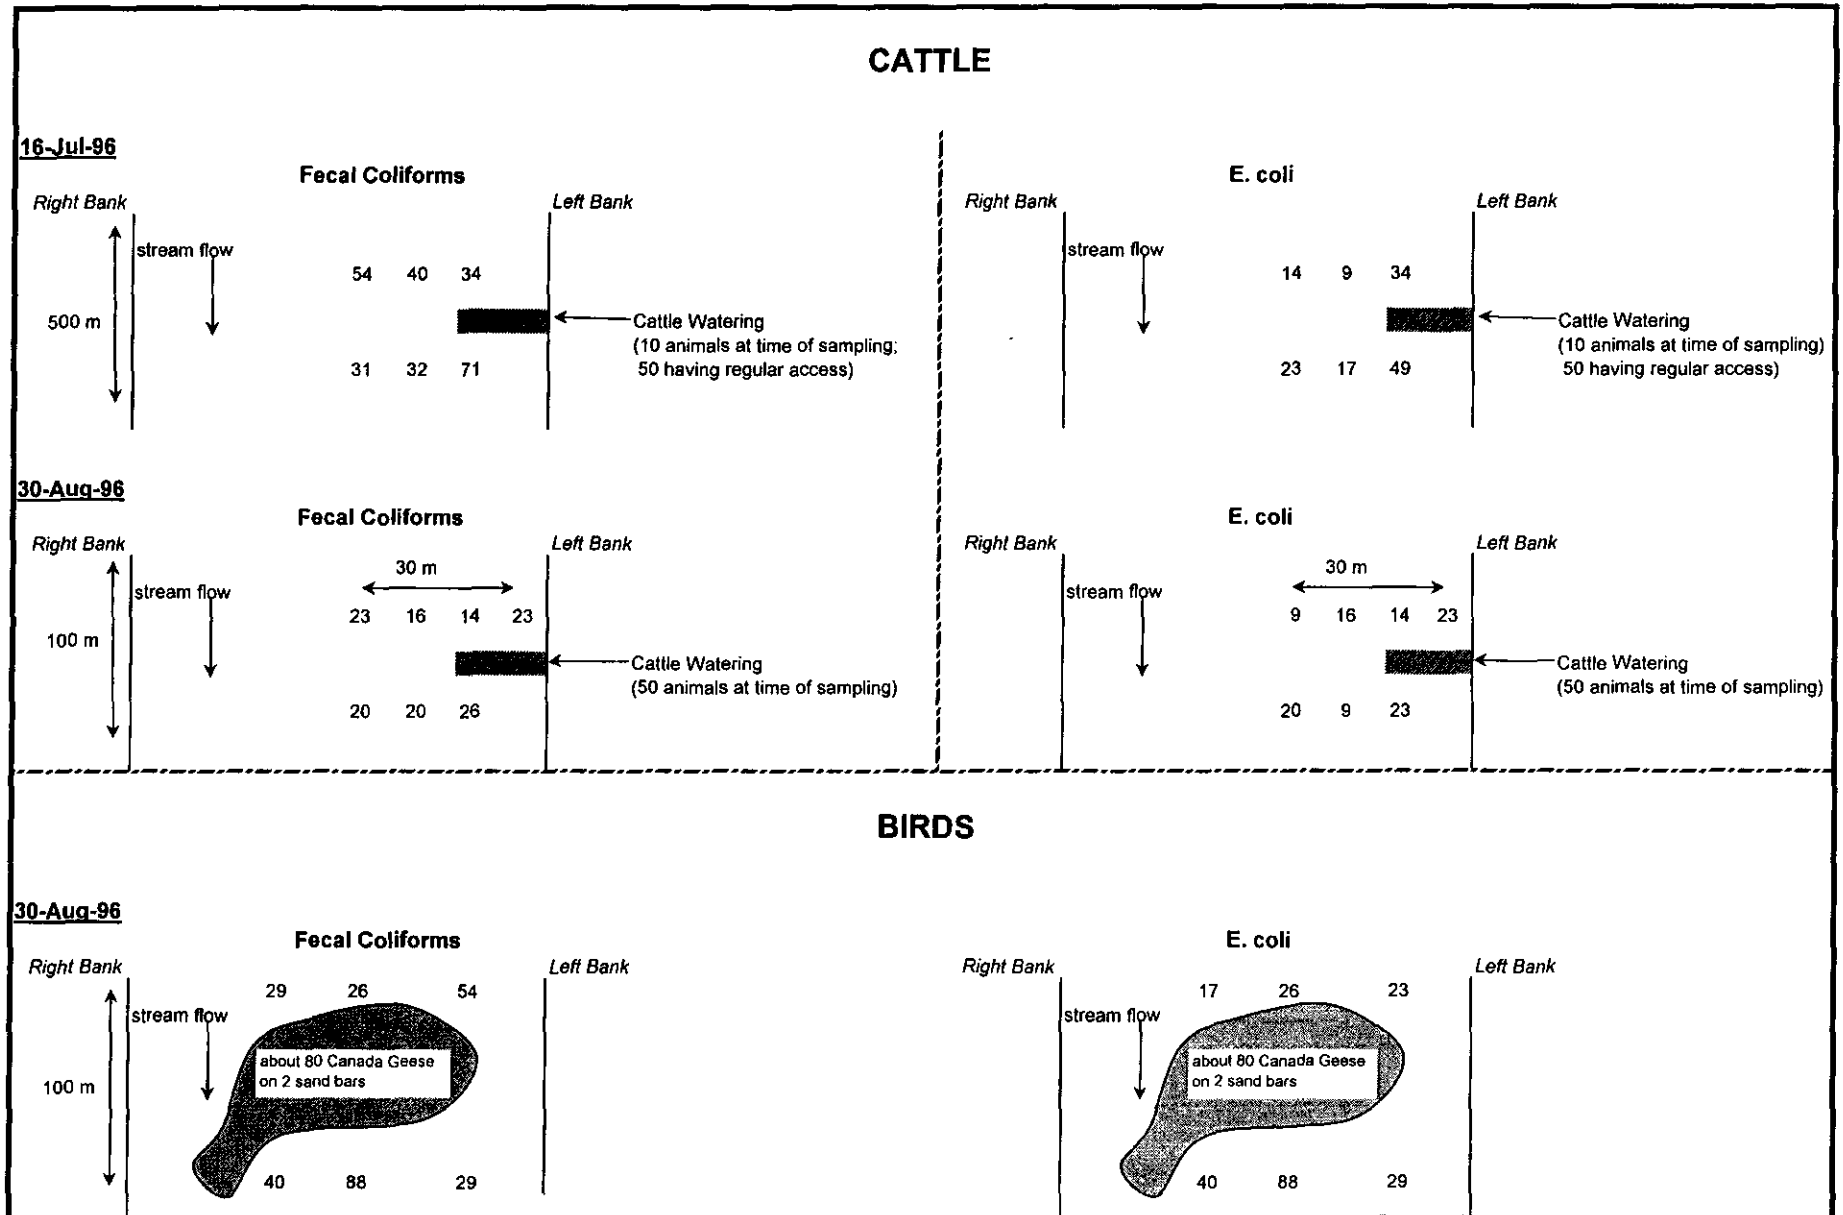 CATTLE
16-Jul-96
Fecal Coliforms
E. coli
Right Bank
Left Bank
Right Bank
Left Bank
stream flow
stream flow
54 40 34
14 9 34
500 m
Cattle Watering
(10 animals at time of sampling;
50 having regular access)
Cattle Watering
(10 animals at time of sampling)
50 having regular access)
31 32 71
23 17 49
30-Aug-96
Fecal Coliforms
E. coli
Right Bank
Left Bank
Right Bank
Left Bank
30 m
30 m
stream flow
stream flow
23 16 14 23
9 16 14 23
100 m
Cattle Watering
(50 animals at time of sampling)
Cattle Watering
(50 animals at time of sampling)
20 20 26
20 9 23
BIRDS
30-Aug-96
Fecal Coliforms
E. coli
Right Bank
Left Bank
Right Bank
Left Bank
29 26 54
17 26 23
stream flow
stream flow
about 80 Canada Geese
on 2 sand bars
about 80 Canada Geese
on 2 sand bars
100 m
40 88 29
40 88 29